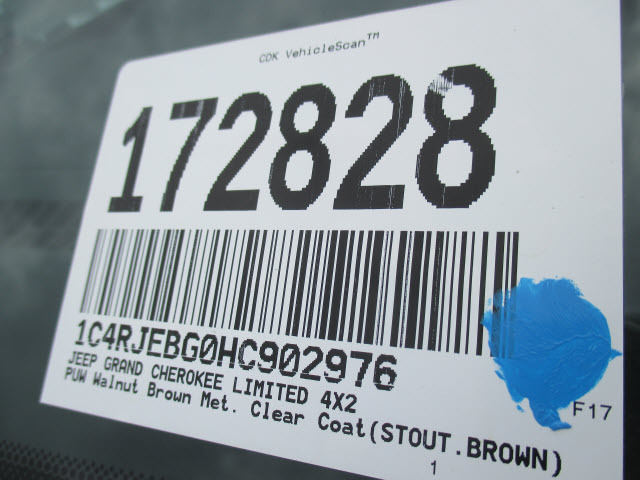 CDK VehicleScan™
172828
1C4RJEBG0HC902976
JEEP GRAND CHEROKEE LIMITED 4X2
PUW Walnut Brown Met. Clear Coat(STOUT.BROWN)
F17
1